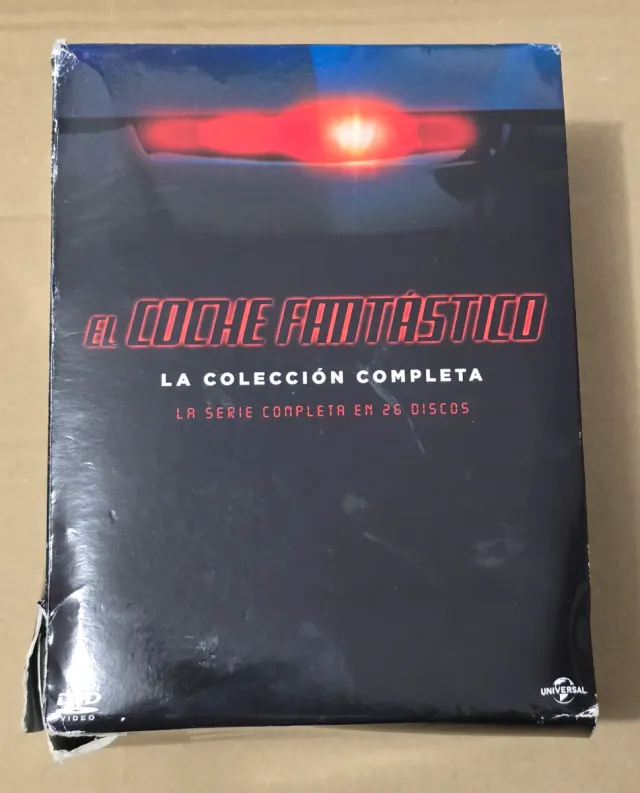 EL COCHE FANTÁSTICO
LA COLECCIÓN COMPLETA
LA SERIE COMPLETA EN 26 DISCOS
DVD
VIDEO
UNIVERSAL